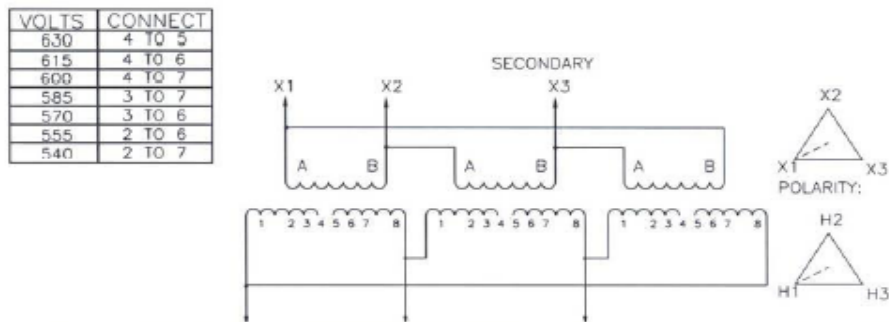 VOLTS CONNECT
630 4 TO 5
615 4 TO 6
600 4 TO 7
585 3 TO 7
570 3 TO 6
555 2 TO 6
540 2 TO 7
SECONDARY
X1 X2 X3
A B A B A B
1 2 3 4 5 6 7 8 1 2 3 4 5 6 7 8 1 2 3 4 5 6 7 8
X2
X1 X3
POLARITY:
H2
H1 H3